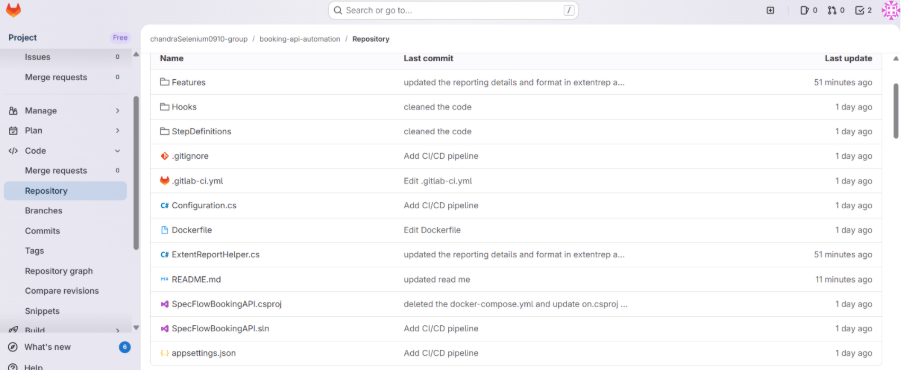 Search or go to... /
0 0 2
Project Free
Issues 0
Merge requests 0
Manage
Plan
Code
Merge requests 0
Repository
Branches
Commits
Tags
Repository graph
Compare revisions
Snippets
Build
What's new 6
Help
chandraSelenium0910-group / booking-api-automation / Repository
Name Last commit Last update
Features updated the reporting details and format in extentrep a... 51 minutes ago
Hooks cleaned the code 1 day ago
StepDefinitions cleaned the code 1 day ago
.gitignore Add CI/CD pipeline 1 day ago
.gitlab-ci.yml Edit .gitlab-ci.yml 1 day ago
C# Configuration.cs Add CI/CD pipeline 1 day ago
Dockerfile Edit Dockerfile 1 day ago
C# ExtentReportHelper.cs updated the reporting details and format in extentrep a... 51 minutes ago
README.md updated read me 11 minutes ago
SpecFlowBookingAPI.csproj deleted the docker-compose.yml and update on.csproj ... 1 day ago
SpecFlowBookingAPI.sln Add CI/CD pipeline 1 day ago
{} appsettings.json Add CI/CD pipeline 1 day ago